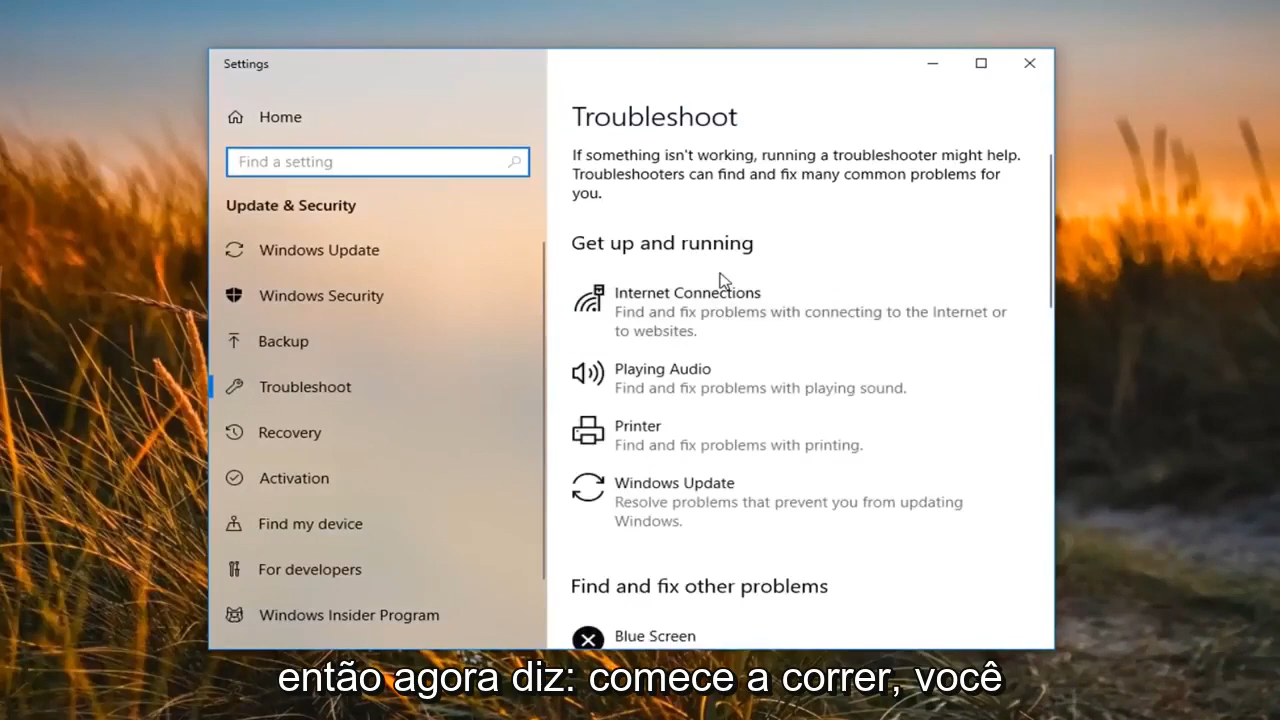 Settings
Home
Find a setting
Update & Security
Windows Update
Windows Security
Backup
Troubleshoot
Recovery
Activation
Find my device
For developers
Windows Insider Program
Troubleshoot
If something isn't working, running a troubleshooter might help.
Troubleshooters can find and fix many common problems for
you.
Get up and running
Internet Connections
Find and fix problems with connecting to the Internet or
to websites.
Playing Audio
Find and fix problems with playing sound.
Printer
Find and fix problems with printing.
Windows Update
Resolve problems that prevent you from updating
Windows.
Find and fix other problems
Blue Screen
então agora diz: comece a correr, você